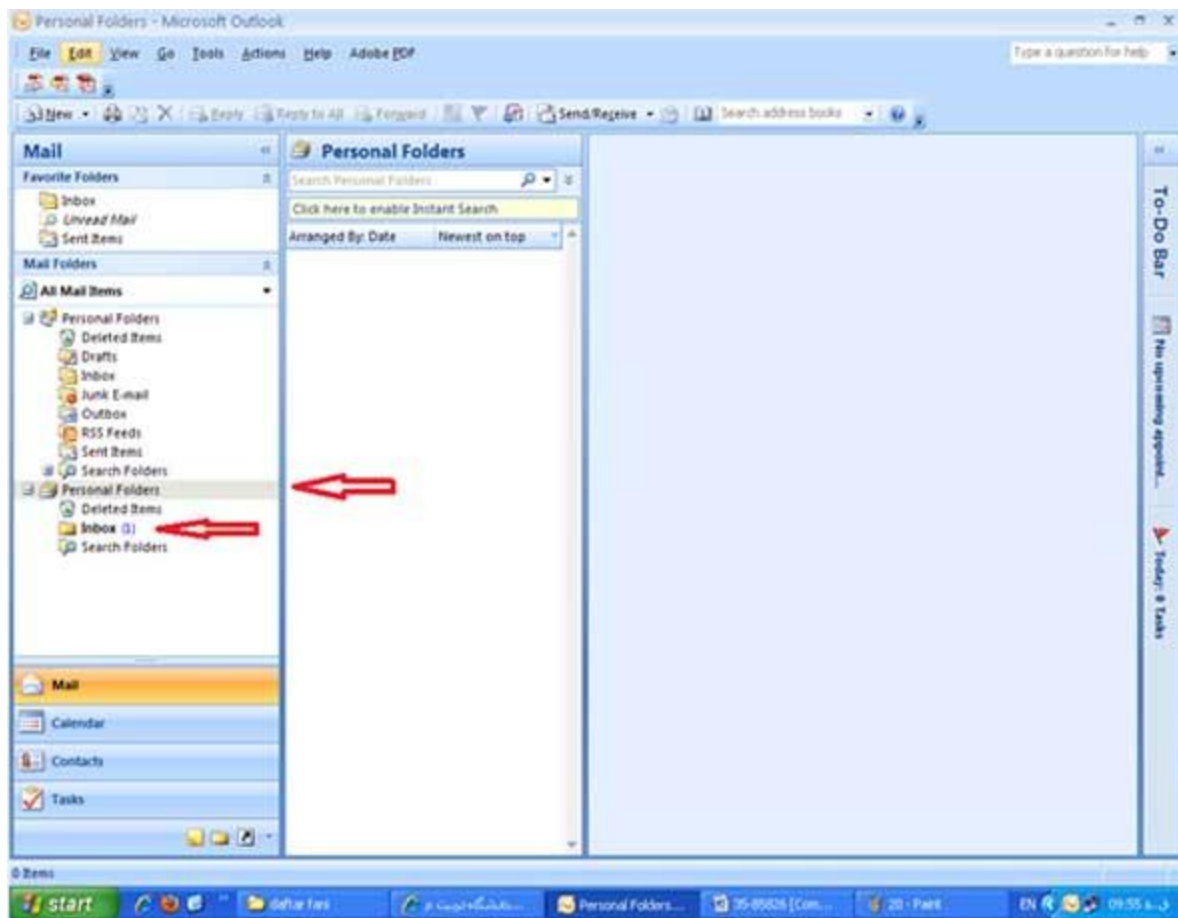 Personal Folders - Microsoft Outlook
File Edit View Go Tools Actions Help Adobe PDF
Type a question for help
New Reply Reply to All Forward Send/Receive Search address books
Mail
Favorite Folders
Inbox
Unread Mail
Sent Items
Mail Folders
All Mail Items
Personal Folders
Deleted Items
Drafts
Inbox
Junk E-mail
Outbox
RSS Feeds
Sent Items
Search Folders
Personal Folders
Deleted Items
Inbox (1)
Search Folders
Mail
Calendar
Contacts
Tasks
Personal Folders
Search Personal Folders
Click here to enable Instant Search
Arranged By: Date Newest on top
To-Do Bar
No upcoming appoint...
Today: 0 Tasks
0 Items
start daftar fani Personal Folders... 35-85826 [Com... 20 - Paint EN 09:55